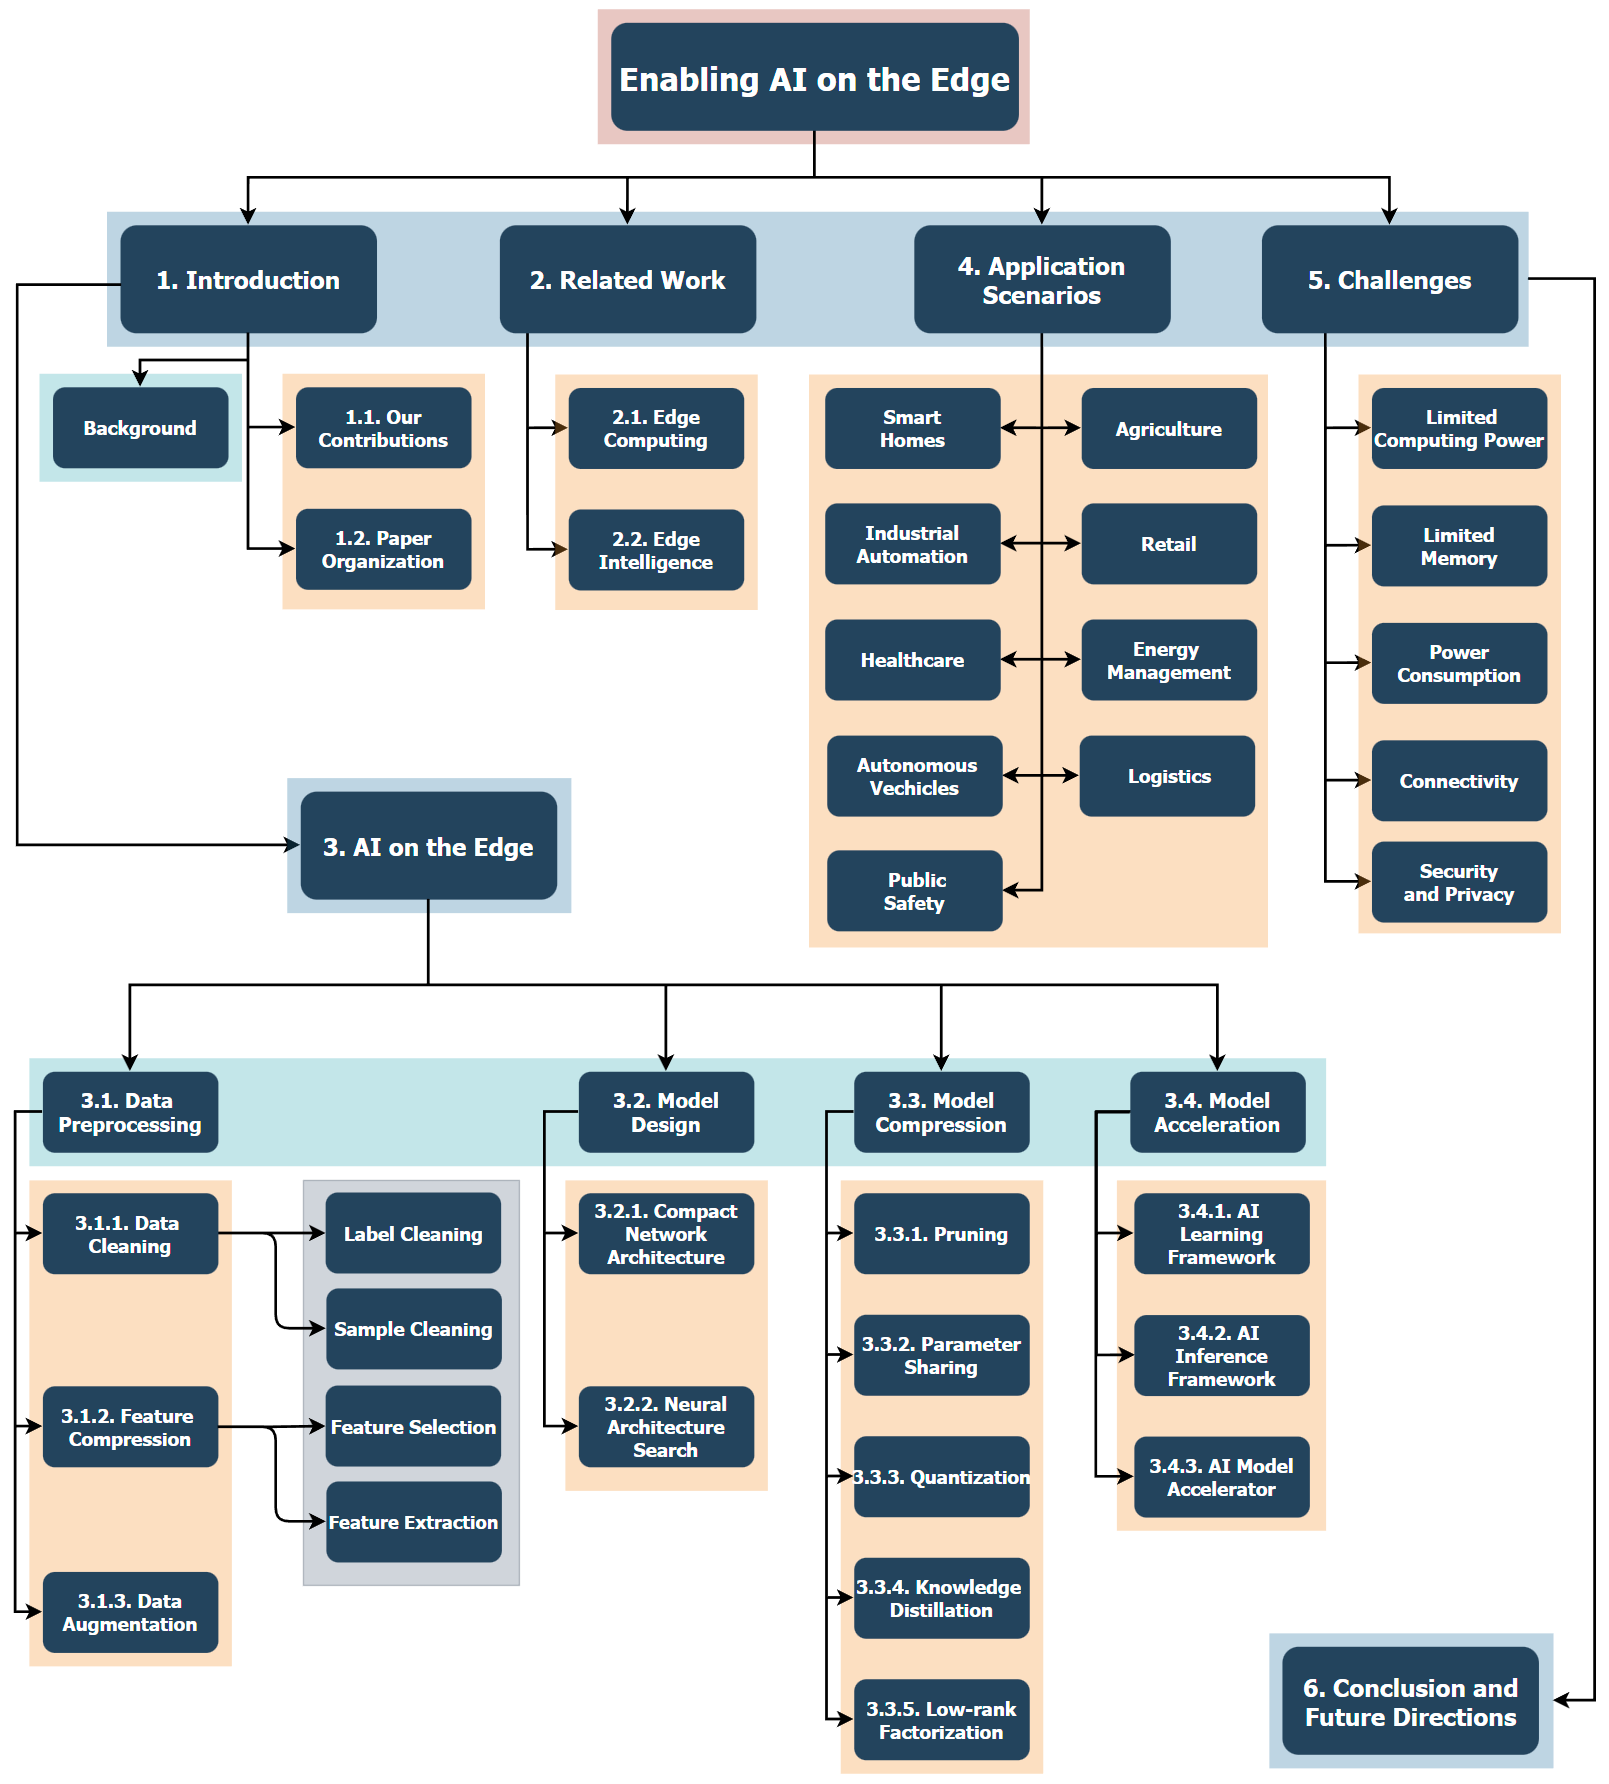 Enabling AI on the Edge
1. Introduction
2. Related Work
4. Application
Scenarios
5. Challenges
Background
1.1. Our
Contributions
1.2. Paper
Organization
2.1. Edge
Computing
2.2. Edge
Intelligence
Smart
Homes
Agriculture
Industrial
Automation
Retail
Healthcare
Energy
Management
Autonomous
Vechicles
Logistics
Public
Safety
Limited
Computing Power
Limited
Memory
Power
Consumption
Connectivity
Security
and Privacy
3. AI on the Edge
3.1. Data
Preprocessing
3.2. Model
Design
3.3. Model
Compression
3.4. Model
Acceleration
3.1.1. Data
Cleaning
Label Cleaning
Sample Cleaning
3.1.2. Feature
Compression
Feature Selection
Feature Extraction
3.1.3. Data
Augmentation
3.2.1. Compact
Network
Architecture
3.2.2. Neural
Architecture
Search
3.3.1. Pruning
3.3.2. Parameter
Sharing
3.3.3. Quantization
3.3.4. Knowledge
Distillation
3.3.5. Low-rank
Factorization
3.4.1. AI
Learning
Framework
3.4.2. AI
Inference
Framework
3.4.3. AI Model
Accelerator
6. Conclusion and
Future Directions